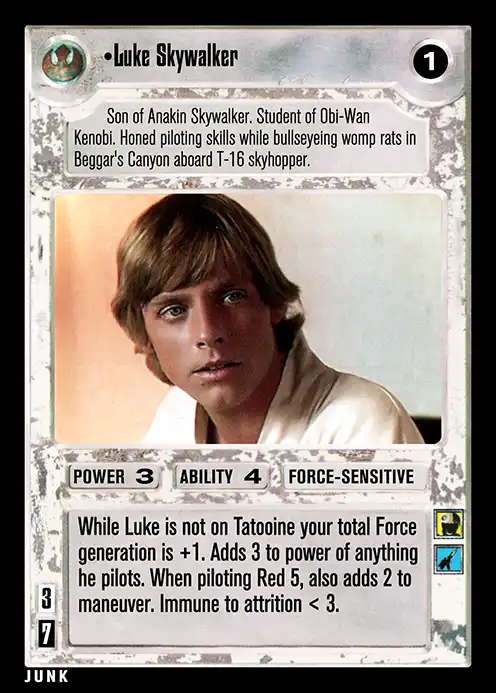 •Luke Skywalker
1
Son of Anakin Skywalker. Student of Obi-Wan
Kenobi. Honed piloting skills while bullseyeing womp rats in
Beggar's Canyon aboard T-16 skyhopper.
POWER 3 ABILITY 4 FORCE-SENSITIVE
While Luke is not on Tatooine your total Force
generation is +1. Adds 3 to power of anything
he pilots. When piloting Red 5, also adds 2 to
maneuver. Immune to attrition < 3.
3
7
JUNK